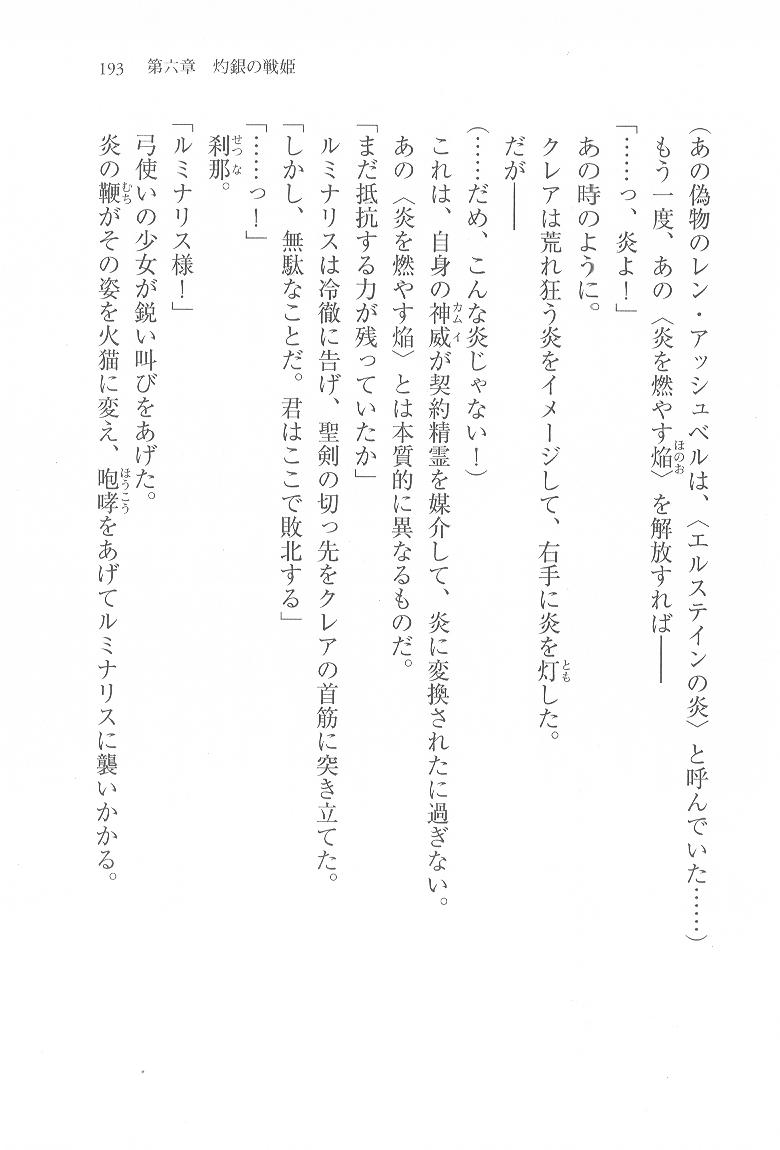 193　第六章　灼銀の戦姫
（あの偽物のレン・アッシュベルは、〈エルステインの炎〉と呼んでいた……）
もう一度、あの〈炎を燃やす焔〉を解放すれば――
「……っ、炎よ！」
あの時のように。
クレアは荒れ狂う炎をイメージして、右手に炎を灯した。
だが――
（……だめ、こんな炎じゃない！）
これは、自身の神威が契約精霊を媒介して、炎に変換されたに過ぎない。
あの〈炎を燃やす焔〉とは本質的に異なるものだ。
「まだ抵抗する力が残っていたか」
ルミナリスは冷徹に告げ、聖剣の切っ先をクレアの首筋に突き立てた。
「しかし、無駄なことだ。君はここで敗北する」
「……っ！」
刹那。
「ルミナリス様！」
弓使いの少女が鋭い叫びをあげた。
炎の鞭がその姿を火猫に変え、咆哮をあげてルミナリスに襲いかかる。